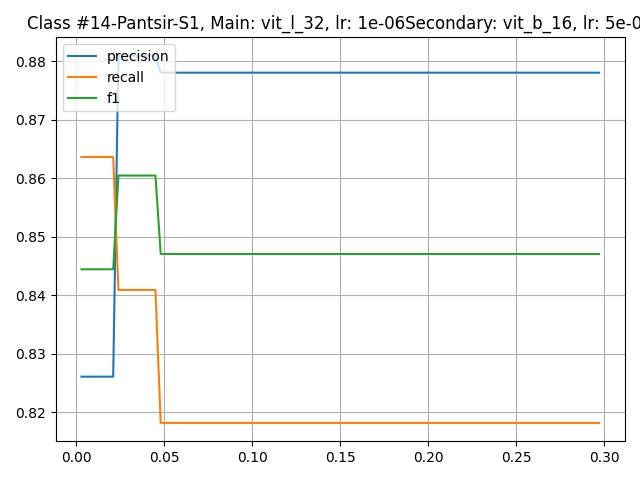 Class #14-Pantsir-S1, Main: vit_l_32, lr: 1e-06Secondary: vit_b_16, lr: 5e-0
precision
recall
f1
0.88
0.87
0.86
0.85
0.84
0.83
0.82
0.00 0.05 0.10 0.15 0.20 0.25 0.30